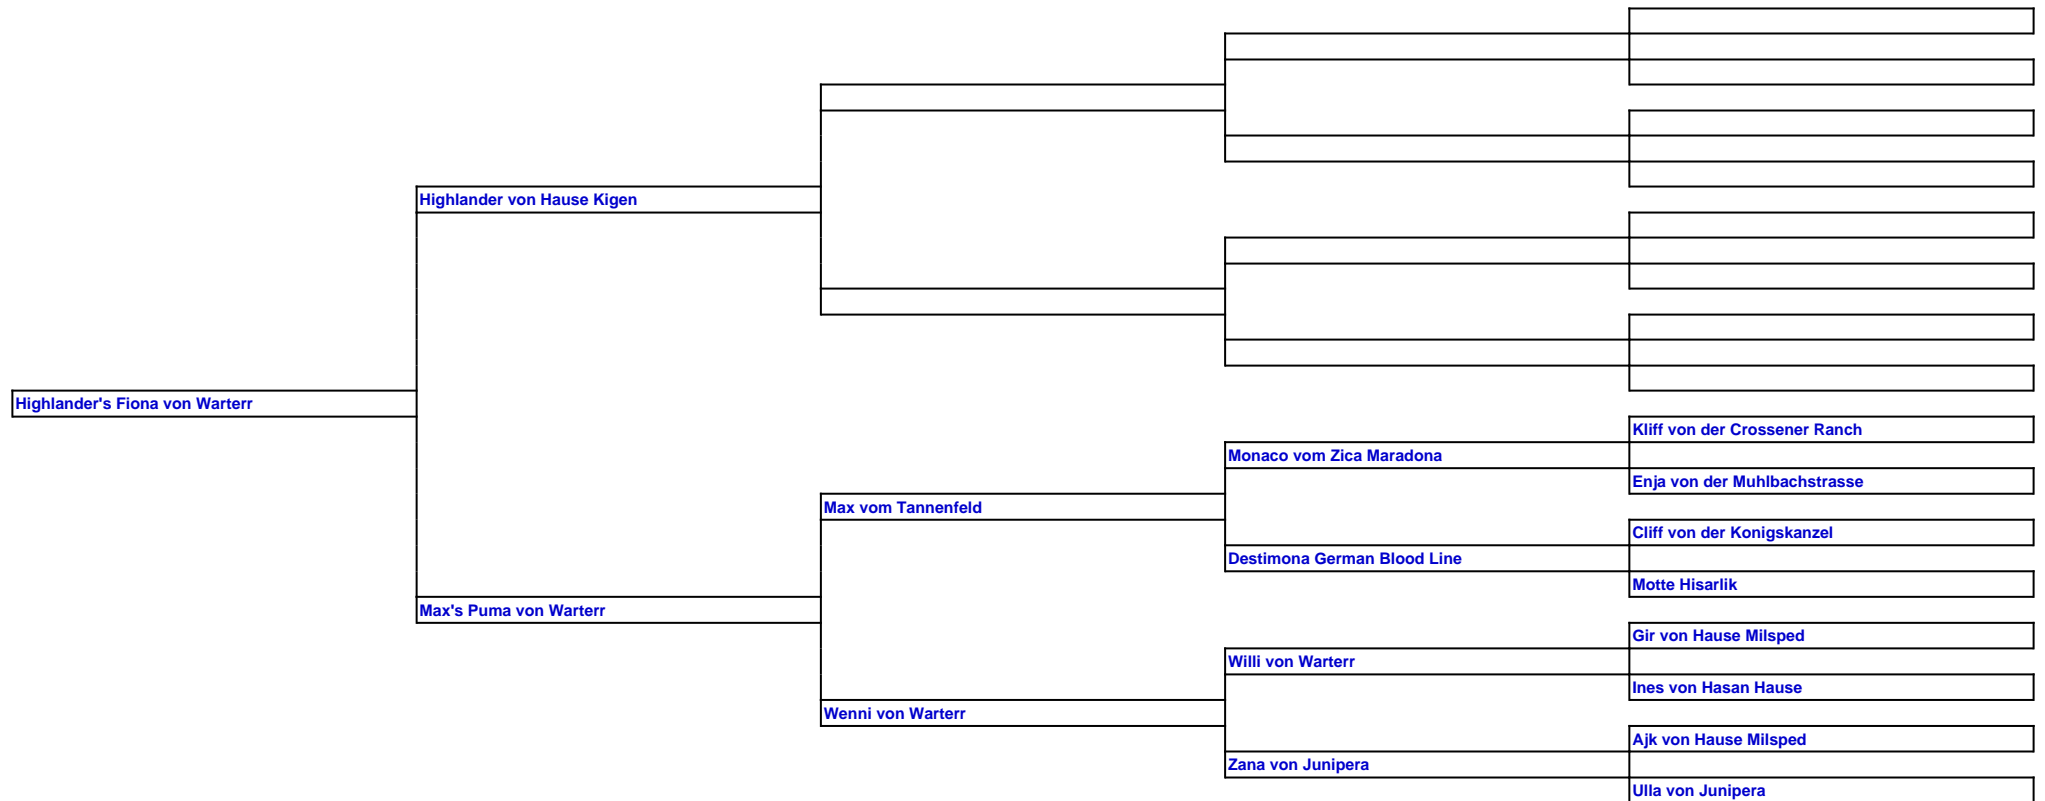 Highlander von Hause Kigen
Highlander's Fiona von Warterr
Kliff von der Crossener Ranch
Monaco vom Zica Maradona
Enja von der Muhlbachstrasse
Max vom Tannenfeld
Cliff von der Konigskanzel
Destimona German Blood Line
Motte Hisarlik
Max's Puma von Warterr
Gir von Hause Milsped
Willi von Warterr
Ines von Hasan Hause
Wenni von Warterr
Ajk von Hause Milsped
Zana von Junipera
Ulla von Junipera